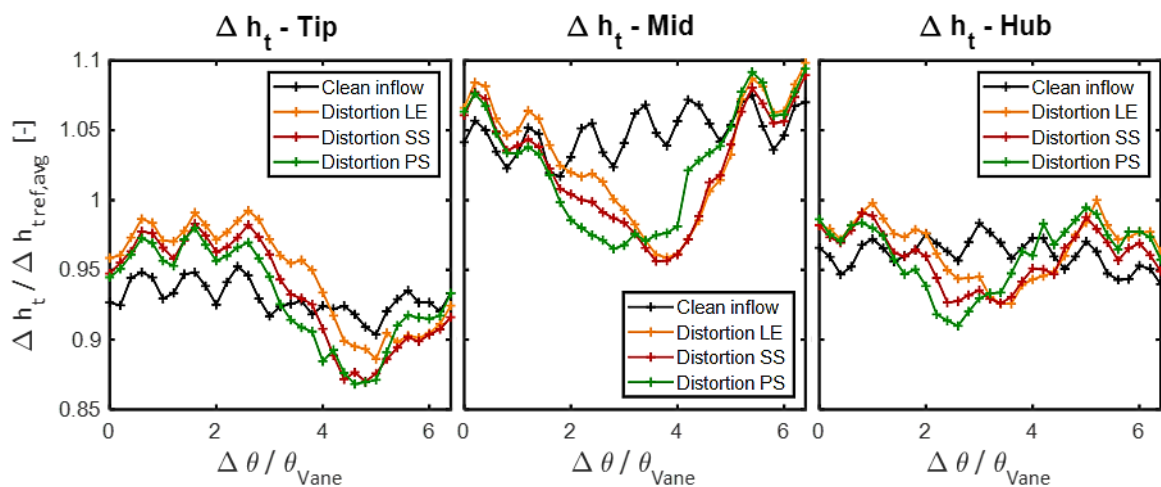 Δ h_t - Tip
Δ h_t - Mid
Δ h_t - Hub
Δ h_t / Δ h_tref,avg [-]
1.1
1.05
1
0.95
0.9
0.85
Clean inflow
Distortion LE
Distortion SS
Distortion PS
Clean inflow
Distortion LE
Distortion SS
Distortion PS
Clean inflow
Distortion LE
Distortion SS
Distortion PS
0 2 4 6
0 2 4 6
0 2 4 6
Δ θ / θ_Vane
Δ θ / θ_Vane
Δ θ / θ_Vane